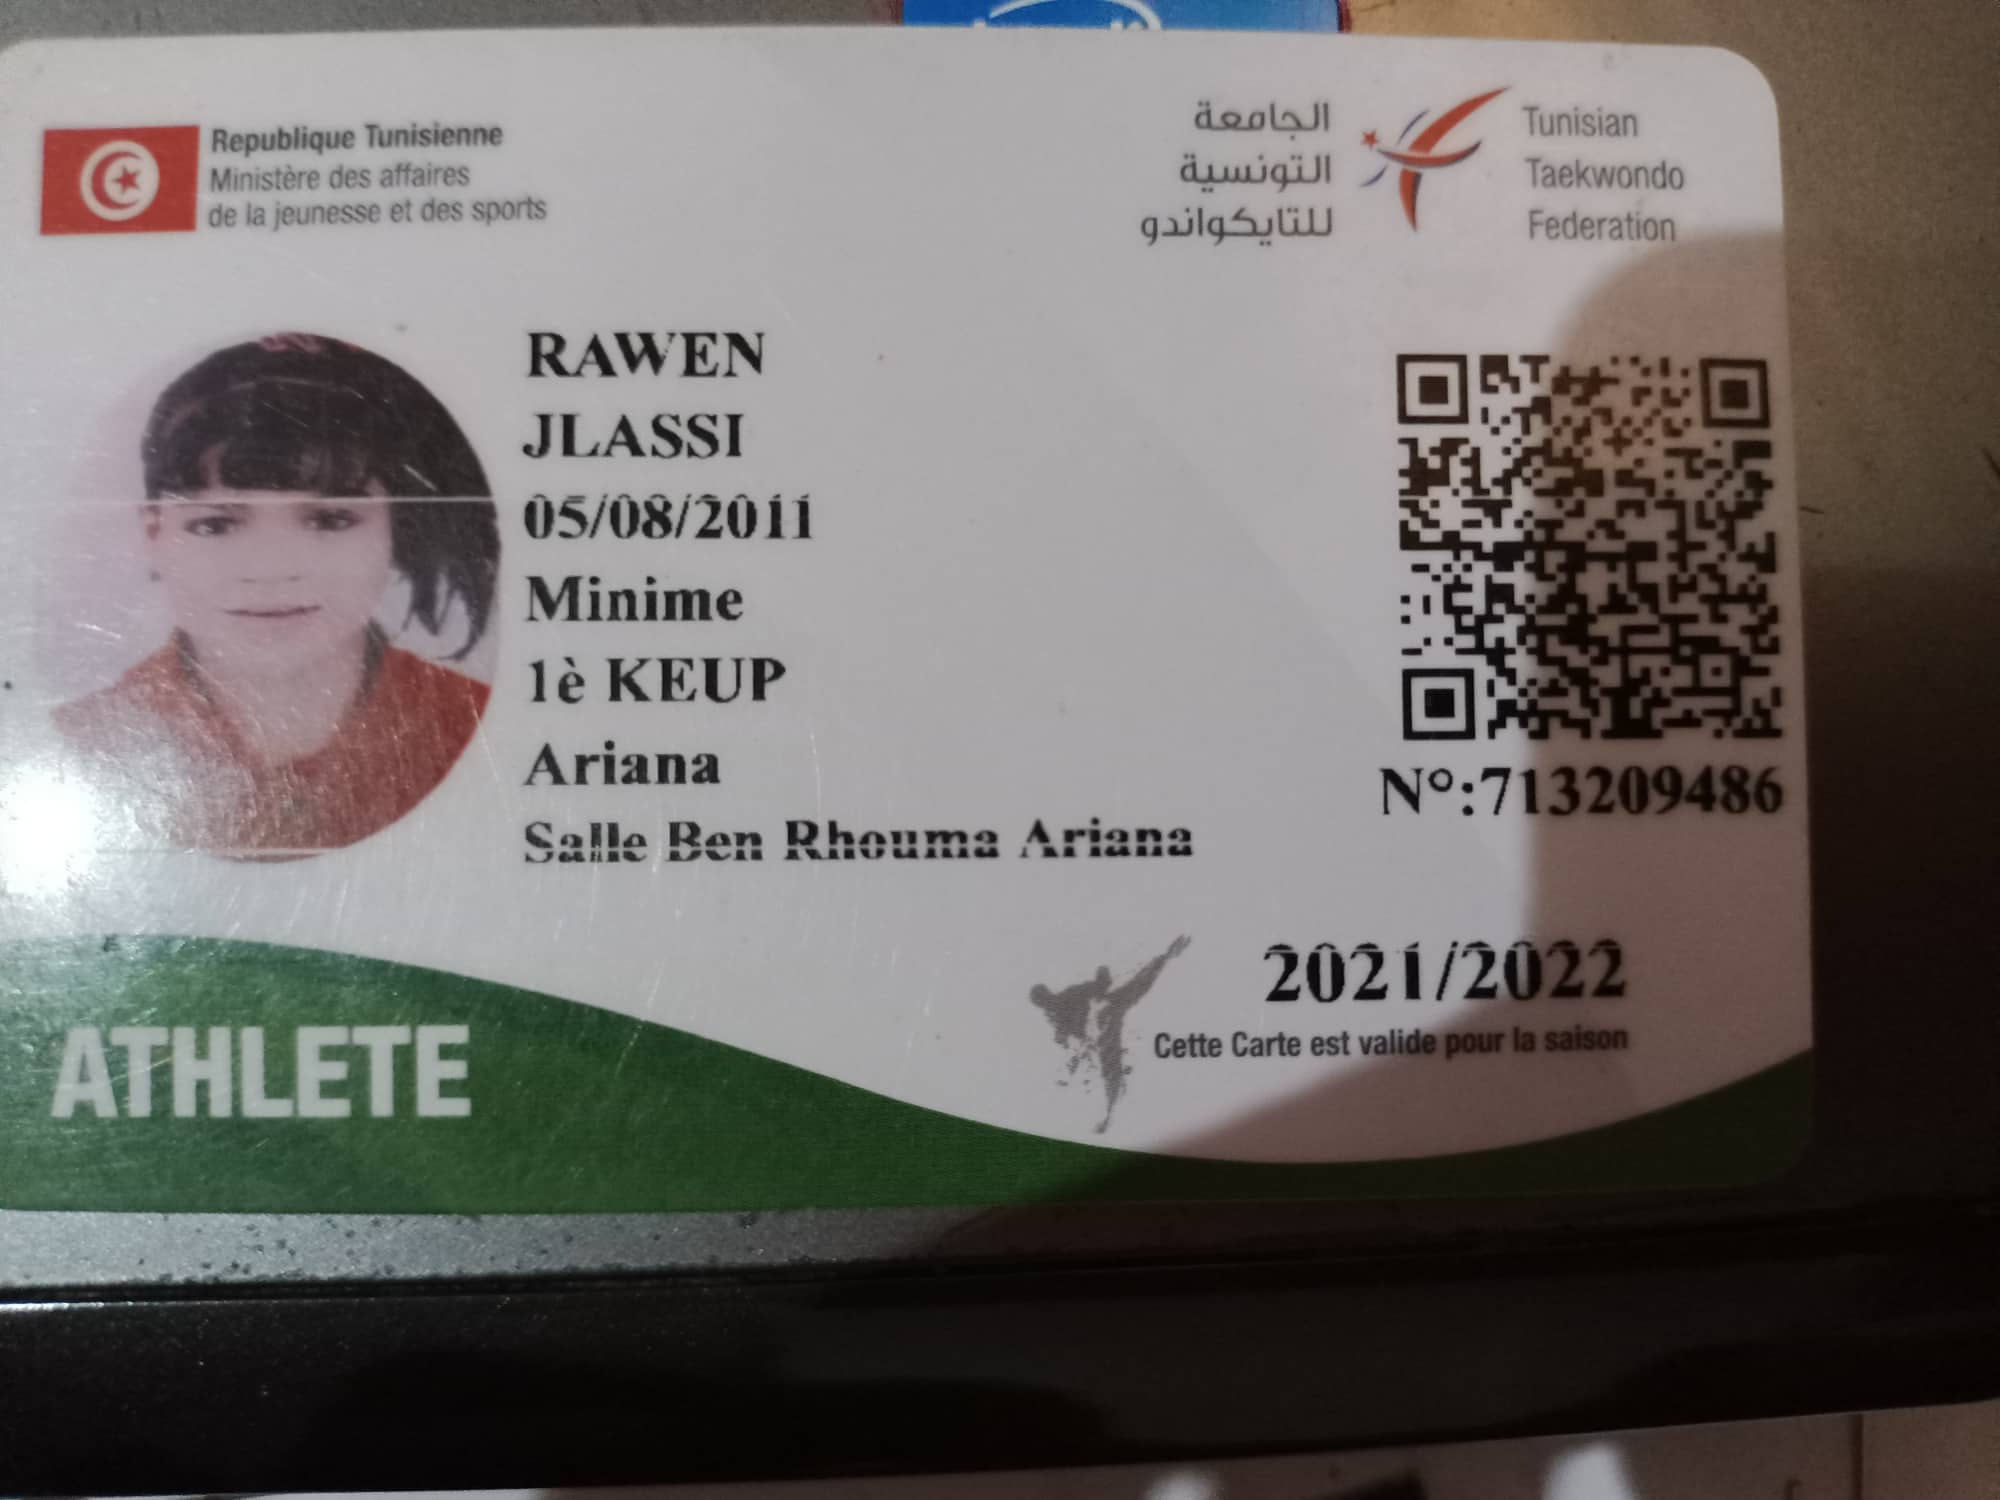 Republique Tunisienne
Ministère des affaires
de la jeunesse et des sports
الجامعة
التونسية
للتايكواندو
Tunisian
Taekwondo
Federation
RAWEN
JLASSI
05/08/2011
Minime
1è KEUP
Ariana
Salle Ben Rhouma Ariana
N°:713209486
2021/2022
Cette Carte est valide pour la saison
ATHLETE